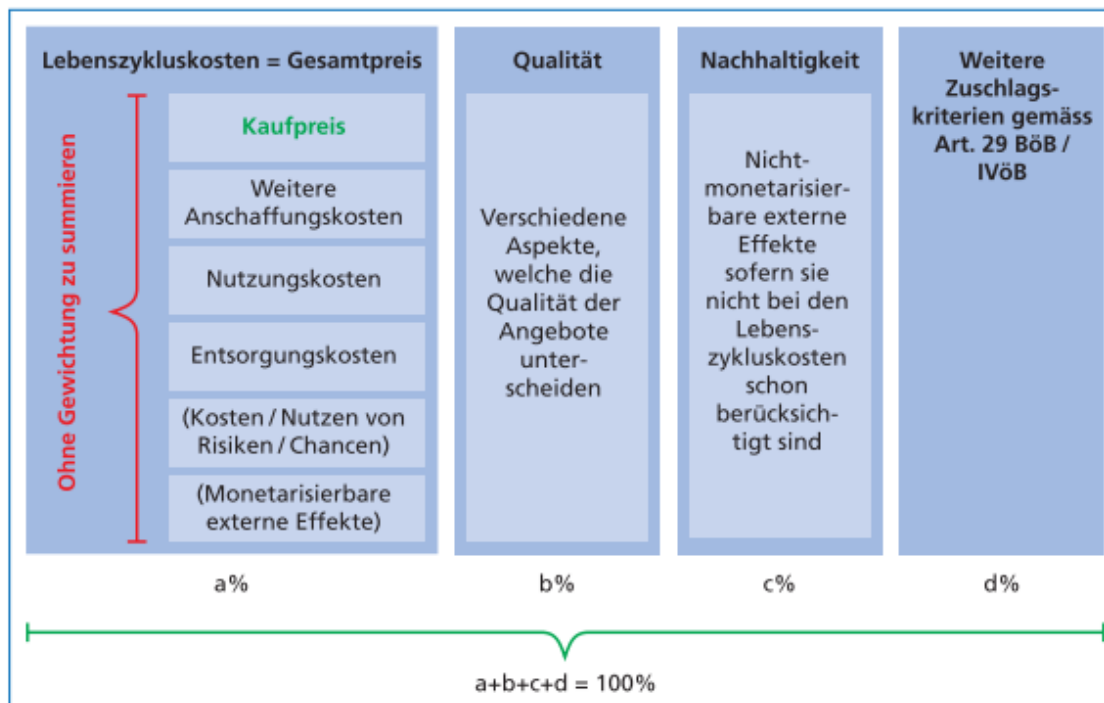 Lebenszykluskosten = Gesamtpreis
Ohne Gewichtung zu summieren
Kaufpreis
Weitere
Anschaffungskosten
Nutzungskosten
Entsorgungskosten
(Kosten / Nutzen von
Risiken / Chancen)
(Monetarisierbare
externe Effekte)
a%
Qualität
Verschiedene
Aspekte,
welche die
Qualität der
Angebote
unter-
scheiden
b%
Nachhaltigkeit
Nicht-
monetarisier-
bare externe
Effekte
sofern sie
nicht bei den
Lebens-
zykluskosten
schon
berücksich-
tigt sind
c%
Weitere
Zuschlags-
kriterien gemäss
Art. 29 BöB /
IVöB
d%
a+b+c+d = 100%